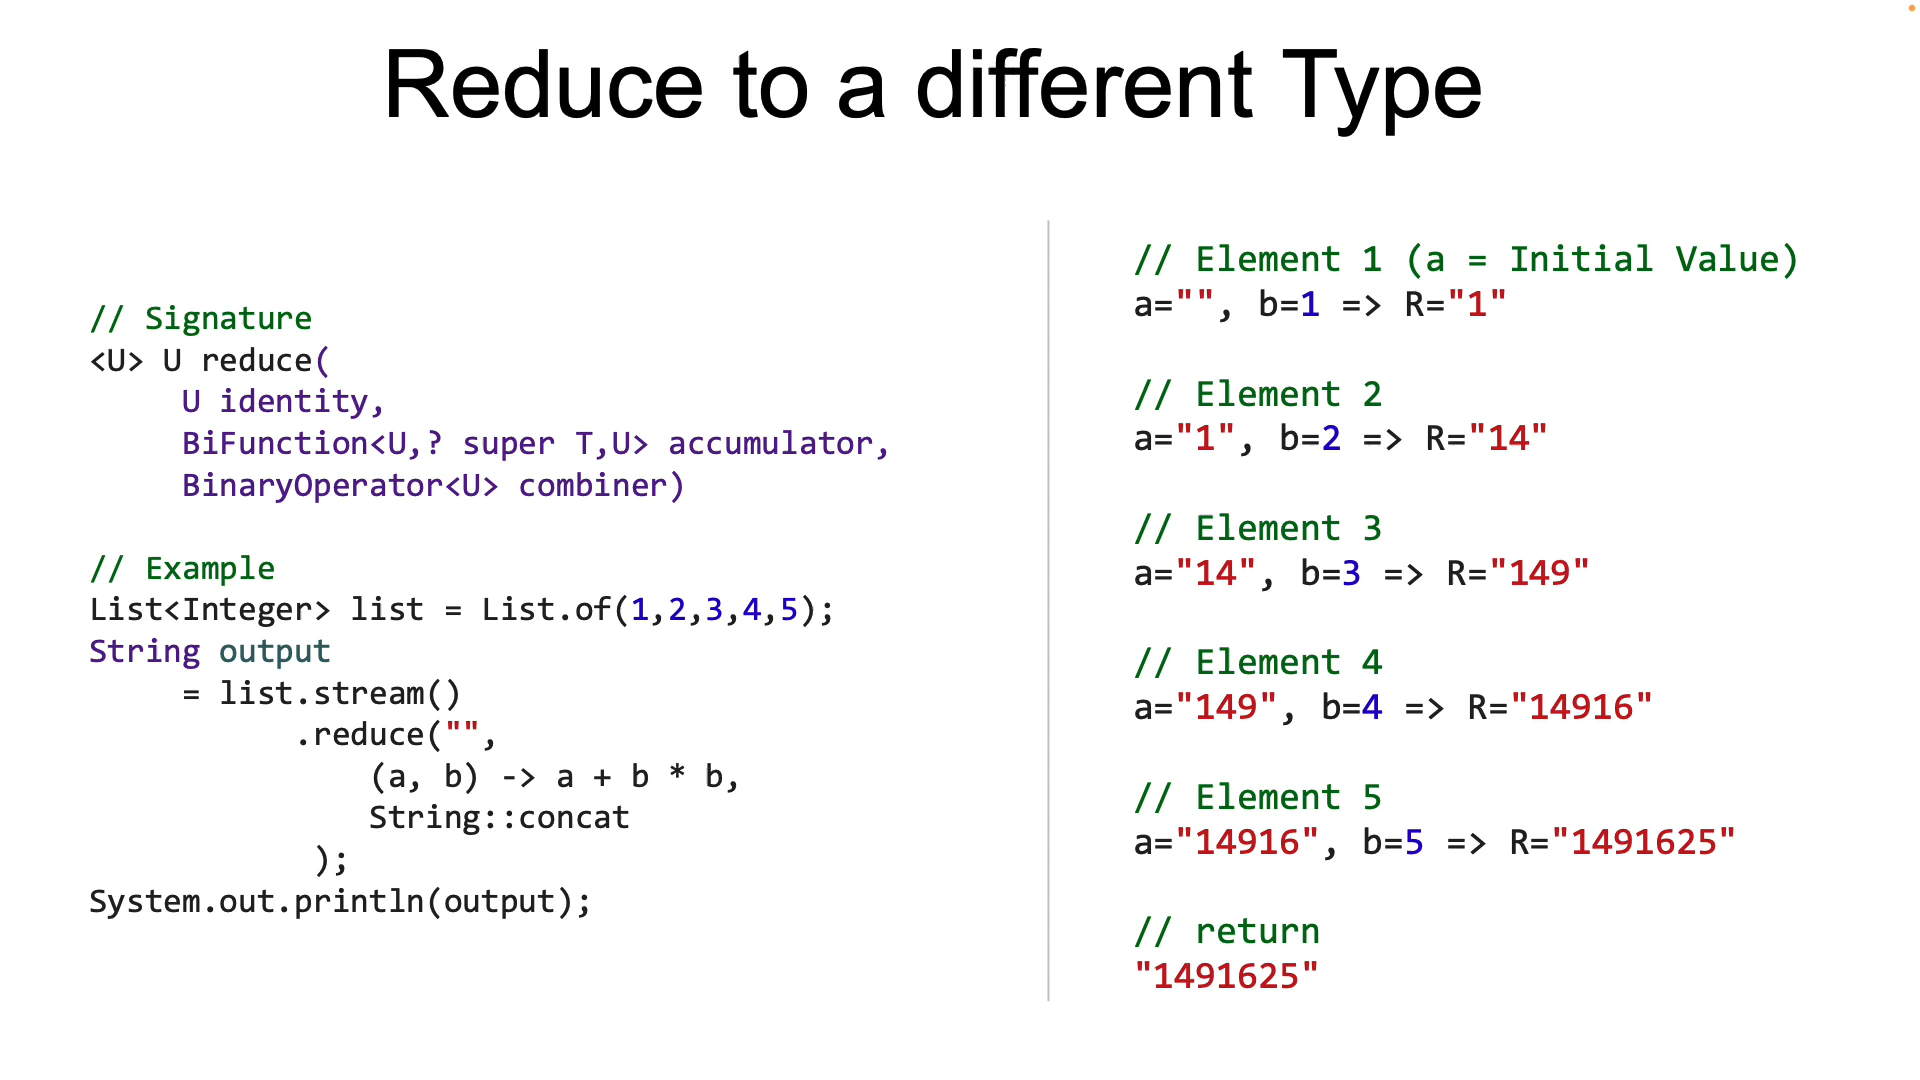 Reduce to a different Type
// Signature
<U> U reduce(
     U identity,
     BiFunction<U,? super T,U> accumulator,
     BinaryOperator<U> combiner)
// Example
List<Integer> list = List.of(1,2,3,4,5);
String output
     = list.stream()
           .reduce("",
               (a, b) -> a + b * b,
               String::concat
            );
System.out.println(output);
// Element 1 (a = Initial Value)
a="", b=1 => R="1"
// Element 2
a="1", b=2 => R="14"
// Element 3
a="14", b=3 => R="149"
// Element 4
a="149", b=4 => R="14916"
// Element 5
a="14916", b=5 => R="1491625"
// return
"1491625"